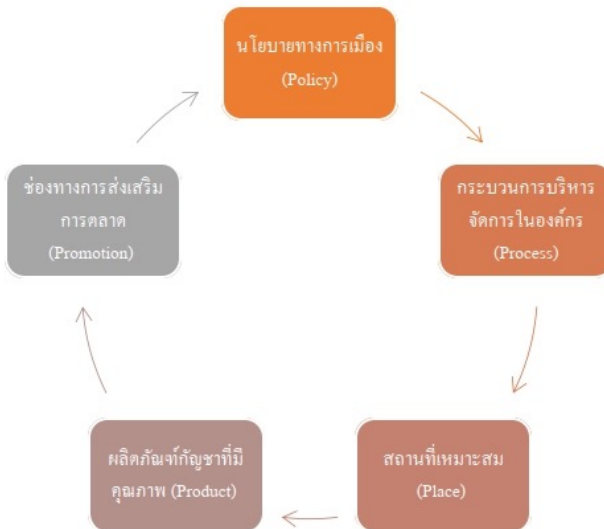 นโยบายทางการเมือง
(Policy)
กระบวนการบริหาร
จัดการในองค์กร
(Process)
สถานที่เหมาะสม
(Place)
ผลิตภัณฑ์กัญชาที่มี
คุณภาพ (Product)
ช่องทางการส่งเสริม
การตลาด
(Promotion)